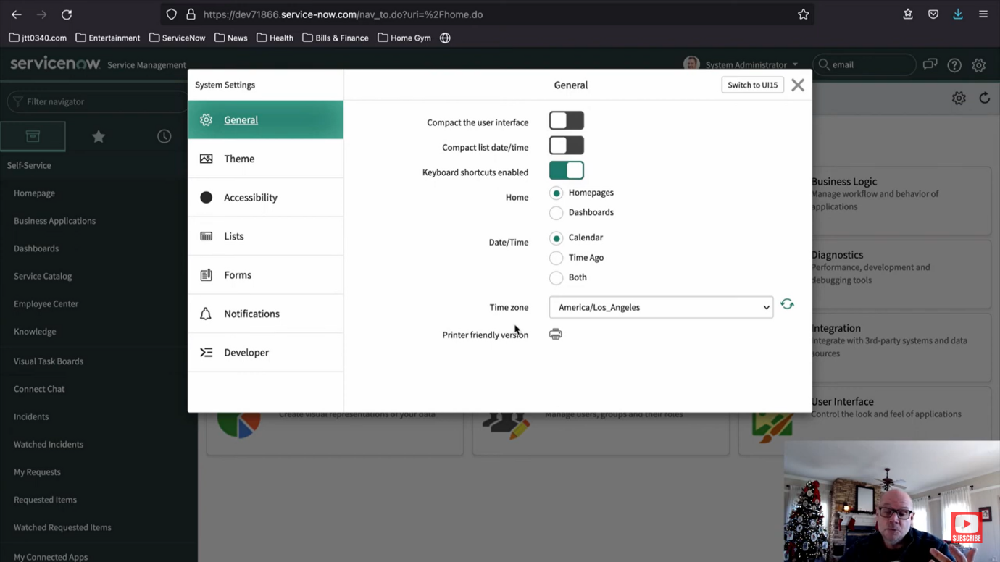 https://dev71866.service-now.com/nav_to.do?uri=%2Fhome.do
jtt0340.com Entertainment ServiceNow News Health Bills & Finance Home Gym
servicenow Service Management
System Administrator
email
Filter navigator
Self-Service
Homepage
Business Applications
Dashboards
Service Catalog
Employee Center
Knowledge
Visual Task Boards
Connect Chat
Incidents
Watched Incidents
My Requests
Requested Items
Watched Requested Items
My Connected Apps
System Settings
General
Theme
Accessibility
Lists
Forms
Notifications
Developer
General
Switch to UI15
Compact the user interface
Compact list date/time
Keyboard shortcuts enabled
Home
Homepages
Dashboards
Date/Time
Calendar
Time Ago
Both
Time zone
America/Los_Angeles
Printer friendly version
Business Logic
Manage workflow and behavior of
applications
Diagnostics
Performance, development and
debugging tools
Integration
Integrate with 3rd-party systems and data
sources
User Interface
Control the look and feel of applications
Create visual representations of your data
Manage users, groups and their roles
SUBSCRIBE